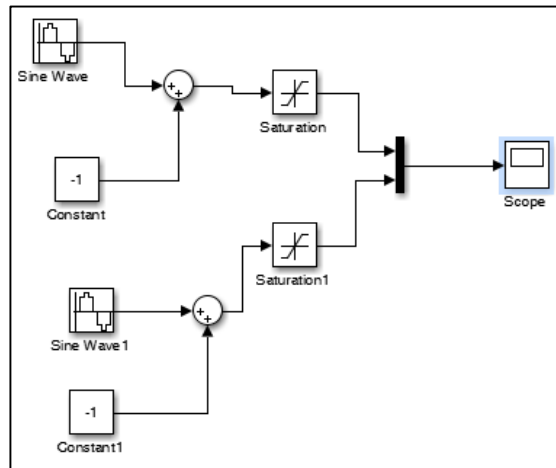 Sine Wave
+
+
Saturation
-1
Constant
Scope
+
+
Saturation1
Sine Wave1
-1
Constant1